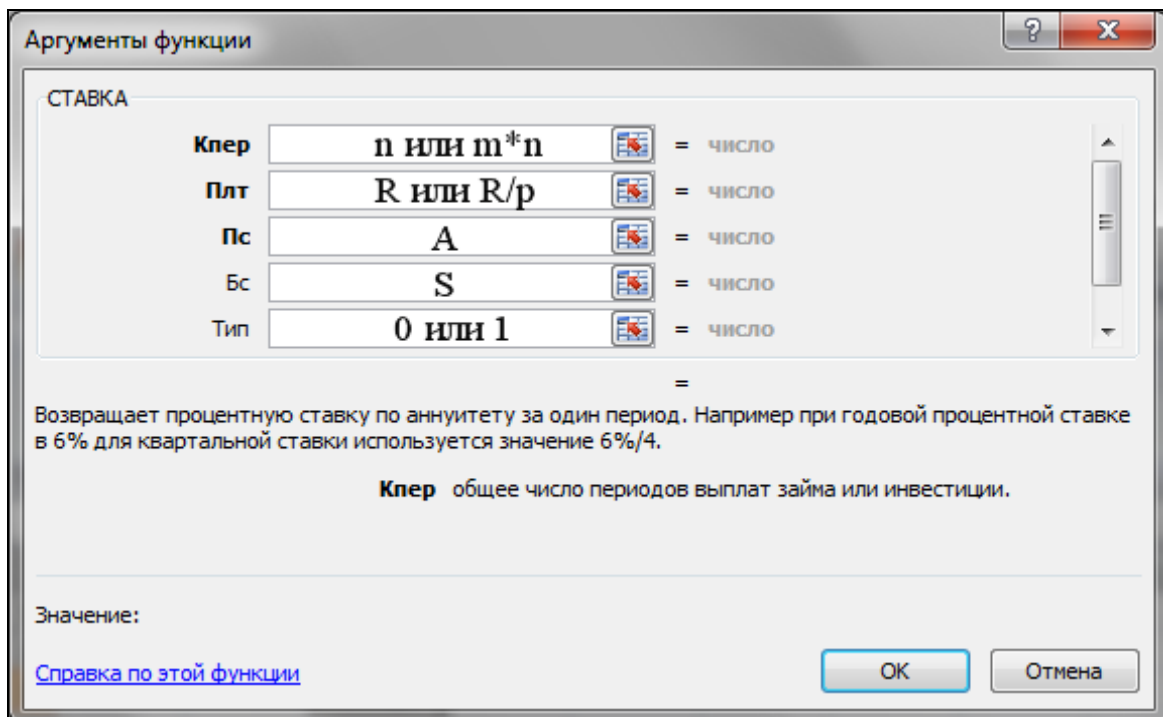 Аргументы функции
СТАВКА
Кпер n или m*n = число
Плт R или R/p = число
Пс A = число
Бс S = число
Тип 0 или 1 = число
=
Возвращает процентную ставку по аннуитету за один период. Например при годовой процентной ставке
в 6% для квартальной ставки используется значение 6%/4.
Кпер общее число периодов выплат займа или инвестиции.
Значение:
Справка по этой функции
ОК Отмена